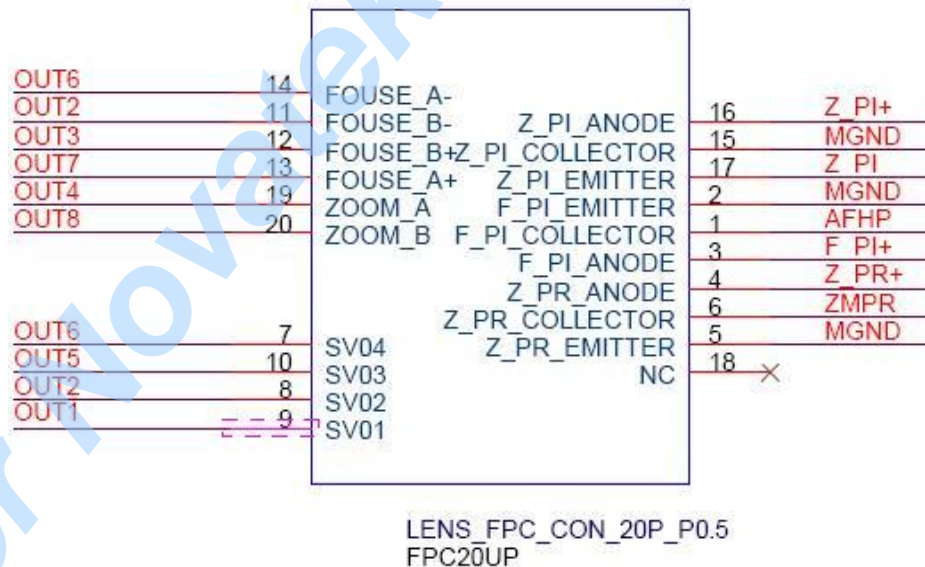 OUT6 14 FOUSE_A-
OUT2 11 FOUSE_B- Z_PI_ANODE 16 Z_PI+
OUT3 12 FOUSE_B+ Z_PI_COLLECTOR 15 MGND
OUT7 13 FOUSE_A+ Z_PI_EMITTER 17 Z_PI
OUT4 19 ZOOM_A F_PI_EMITTER 2 MGND
OUT8 20 ZOOM_B F_PI_COLLECTOR 1 AFHP
F_PI_ANODE 3 F_PI+
Z_PR_ANODE 4 Z_PR+
Z_PR_COLLECTOR 6 ZMPR
OUT6 7 SV04 Z_PR_EMITTER 5 MGND
OUT5 10 SV03 NC 18
OUT2 8 SV02
OUT1 9 SV01
LENS_FPC_CON_20P_P0.5
FPC20UP
or Novatek